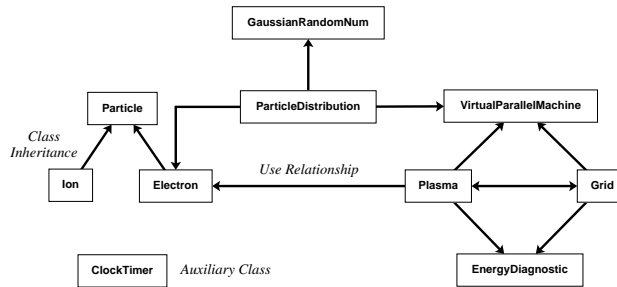 GaussianRandomNum
Particle
ParticleDistribution
VirtualParallelMachine
Class
Inheritance
Use Relationship
Ion
Electron
Plasma
Grid
ClockTimer
Auxiliary Class
EnergyDiagnostic